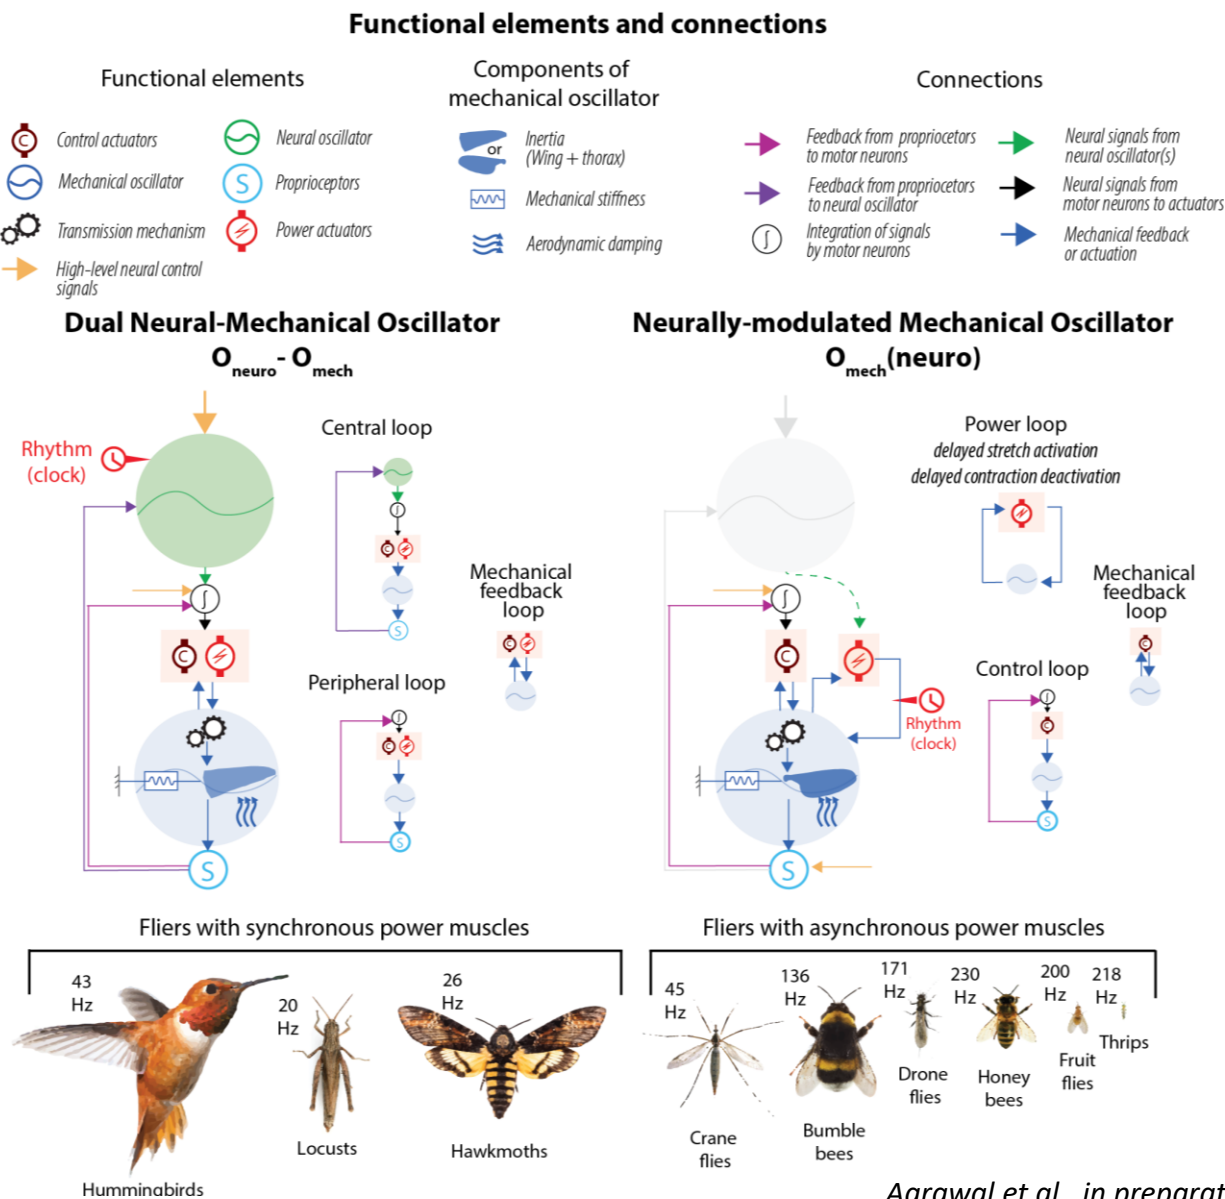 Functional elements and connections
Functional elements
Components of
mechanical oscillator
Connections
C
Control actuators
Neural oscillator
Mechanical oscillator
S
Proprioceptors
Transmission mechanism
Power actuators
High-level neural control
signals
or
Inertia
(Wing + thorax)
Mechanical stiffness
Aerodynamic damping
Feedback from propriocetors
to motor neurons
Feedback from propriocetors
to neural oscillator
∫
Integration of signals
by motor neurons
Neural signals from
neural oscillator(s)
Neural signals from
motor neurons to actuators
Mechanical feedback
or actuation
Dual Neural-Mechanical Oscillator
Oneuro- Omech
Rhythm
(clock)
∫
C
S
Central loop
∫
C
S
Peripheral loop
∫
C
S
Mechanical
feedback
loop
C
Neurally-modulated Mechanical Oscillator
Omech(neuro)
∫
C
S
Rhythm
(clock)
Power loop
delayed stretch activation
delayed contraction deactivation
Control loop
∫
C
S
Mechanical
feedback
loop
C
Fliers with synchronous power muscles
43
Hz
Hummingbirds
20
Hz
Locusts
26
Hz
Hawkmoths
Fliers with asynchronous power muscles
45
Hz
Crane
flies
136
Hz
Bumble
bees
171
Hz
Drone
flies
230
Hz
Honey
bees
200
Hz
Fruit
flies
218
Hz
Thrips
Agrawal et al., in preparat